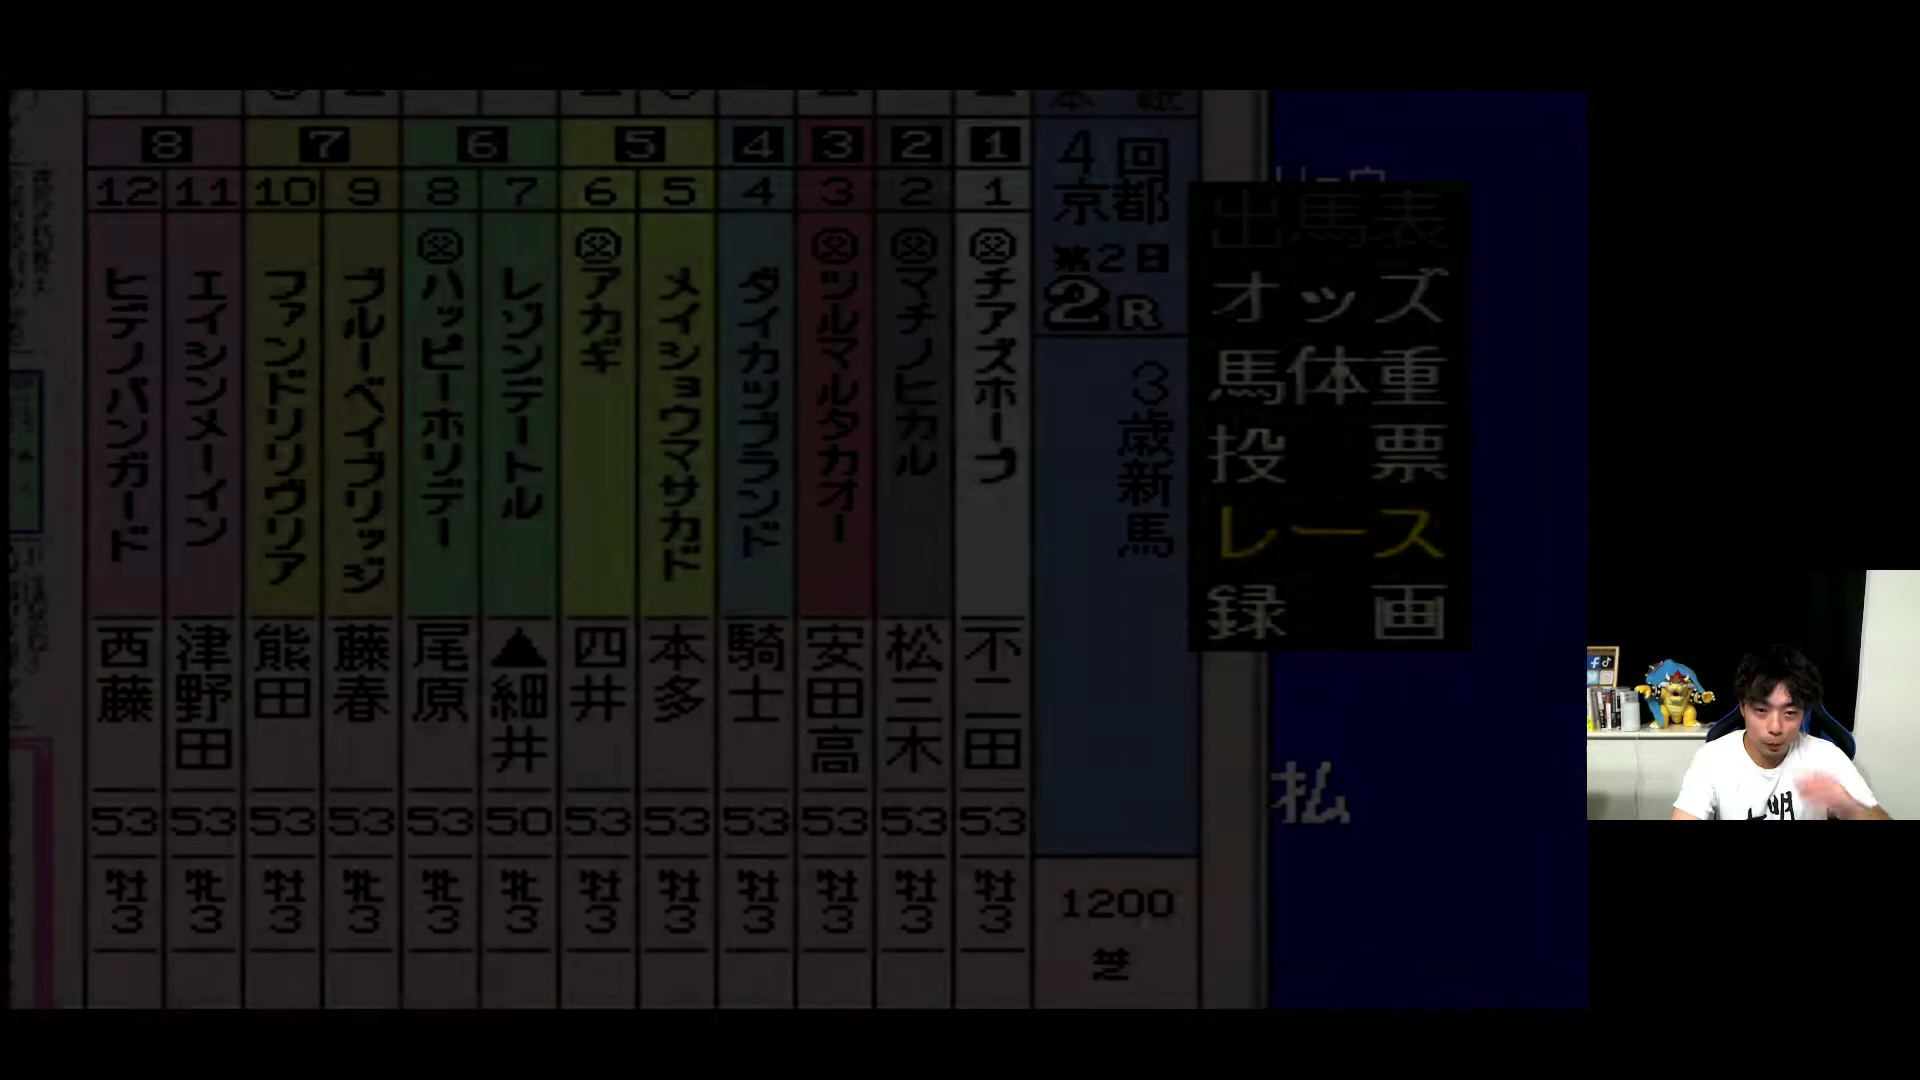 8 7 6 5 4 3 2 1
12 11 10 9 8 7 6 5 4 3 2 1
4回
京都
第2日
2R
3歳新馬
1200
芝
父チアズホープ
不二田
53
牡3
父マチノヒカル
松三木
53
牡3
父ツルマルタカオー
安田高
53
牡3
ダイカツブランド
騎士
53
牡3
メイショウマサカド
本多
53
牡3
父アカギ
四井
53
牡3
レゾンデートル
▲細井
50
牝3
父ハッピーホリデー
尾原
53
牝3
ブルーベイブリッジ
藤春
53
牝3
ファンドリリヴリア
熊田
53
牡3
エイシンメーイン
津野田
53
牝3
ヒデノバンガード
西藤
53
牡3
出馬表
オッズ
馬体重
投票
レース
録画
払